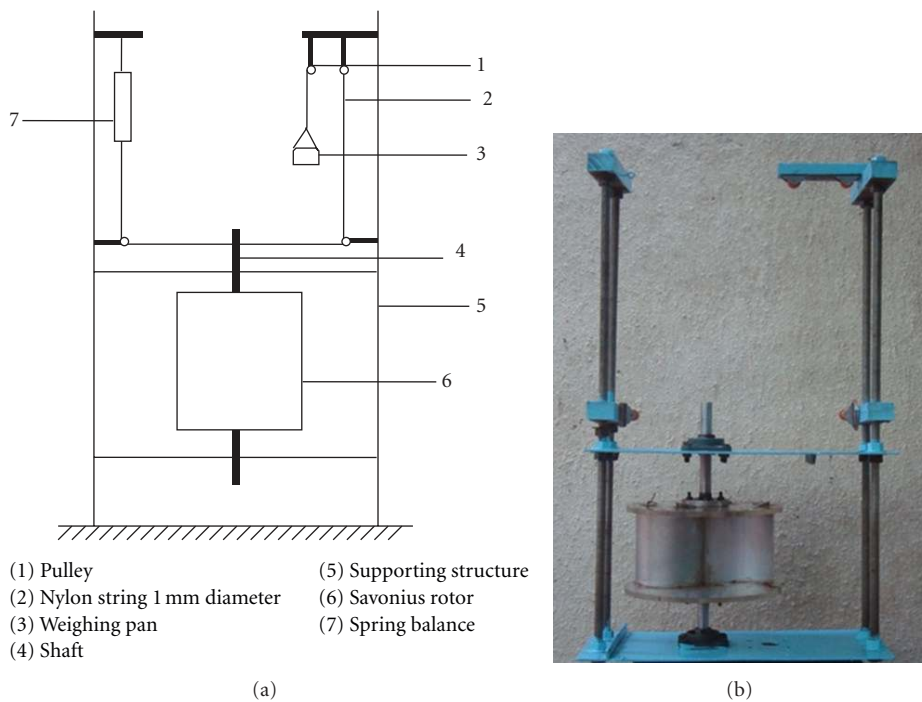 1
2
7
3
4
5
6
(1) Pulley
(2) Nylon string 1 mm diameter
(3) Weighing pan
(4) Shaft
(5) Supporting structure
(6) Savonius rotor
(7) Spring balance
(a)
(b)